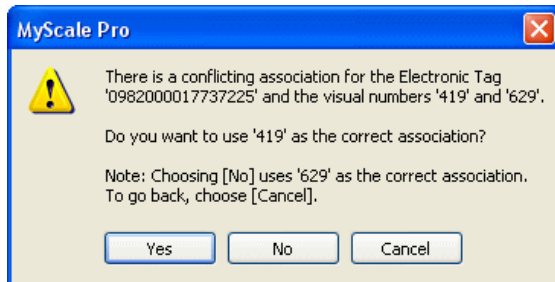 MyScale Pro
There is a conflicting association for the Electronic Tag
'0982000017737225' and the visual numbers '419' and '629'.
Do you want to use '419' as the correct association?
Note: Choosing [No] uses '629' as the correct association.
To go back, choose [Cancel].
Yes No Cancel